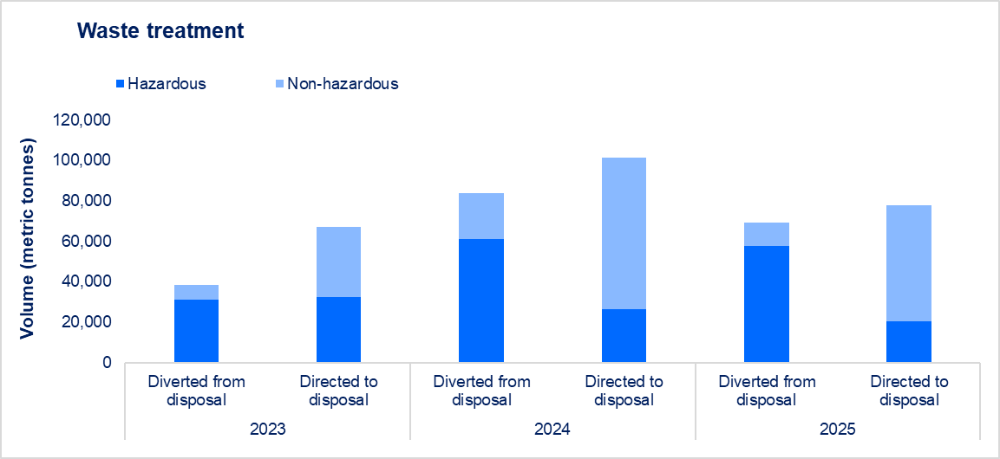 Waste treatment
Hazardous
Non-hazardous
Volume (metric tonnes)
120,000
100,000
80,000
60,000
40,000
20,000
0
Diverted from
disposal
Directed to
disposal
Diverted from
disposal
Directed to
disposal
Diverted from
disposal
Directed to
disposal
2023
2024
2025